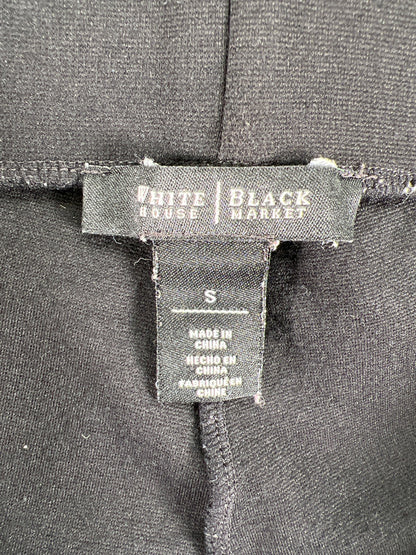 WHITE | BLACK
HOUSE | MARKET
S
MADE IN
CHINA
HECHO EN
CHINA
FABRIQUÉ EN
CHINE